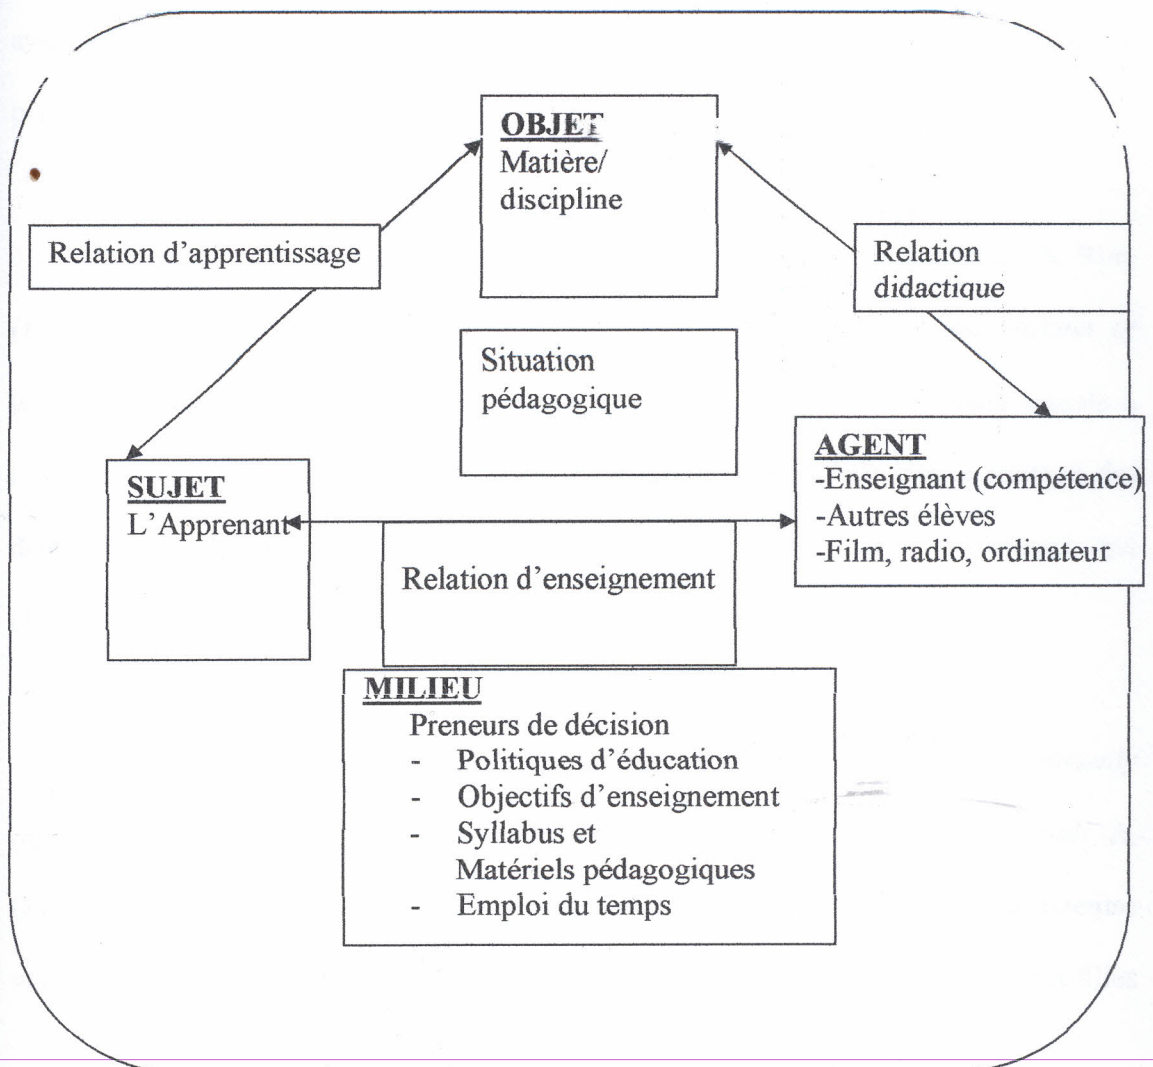 OBJET
Matière/
discipline
Relation d'apprentissage
Relation
didactique
Situation
pédagogique
SUJET
L'Apprenant
AGENT
-Enseignant (compétence)
-Autres élèves
-Film, radio, ordinateur
Relation d'enseignement
MILIEU
Preneurs de décision
- Politiques d'éducation
- Objectifs d'enseignement
- Syllabus et
Matériels pédagogiques
- Emploi du temps